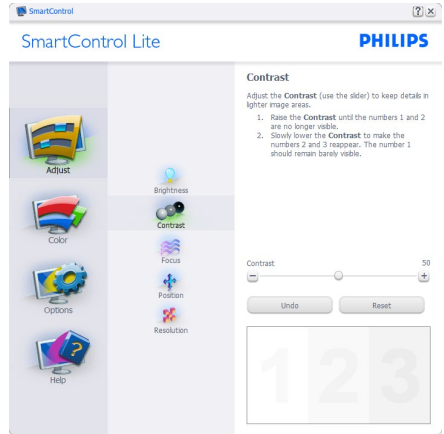 SmartControl
SmartControl Lite
PHILIPS
Adjust
Color
Options
Help
Brightness
Contrast
Focus
Position
Resolution
Contrast
Adjust the Contrast (use the slider) to keep details in
lighter image areas.
1. Raise the Contrast until the numbers 1 and 2
are no longer visible.
2. Slowly lower the Contrast to make the
numbers 2 and 3 reappear. The number 1
should remain barely visible.
Contrast 50
Undo Reset
1 2 3